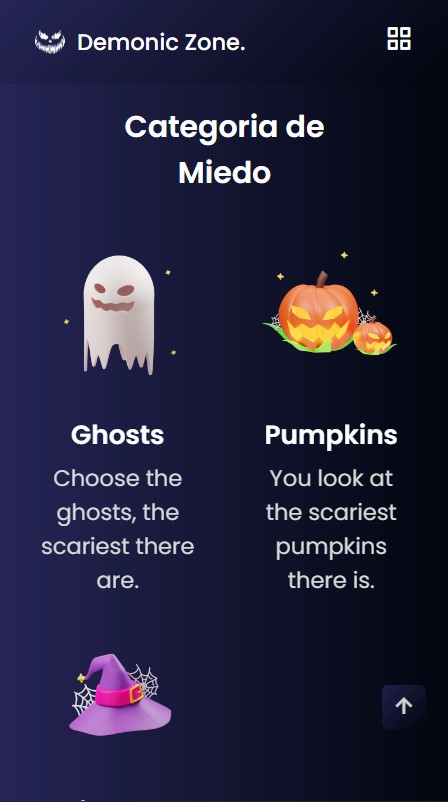 Demonic Zone.
Categoria de
Miedo
Ghosts
Choose the
ghosts, the
scariest there
are.
Pumpkins
You look at
the scariest
pumpkins
there is.